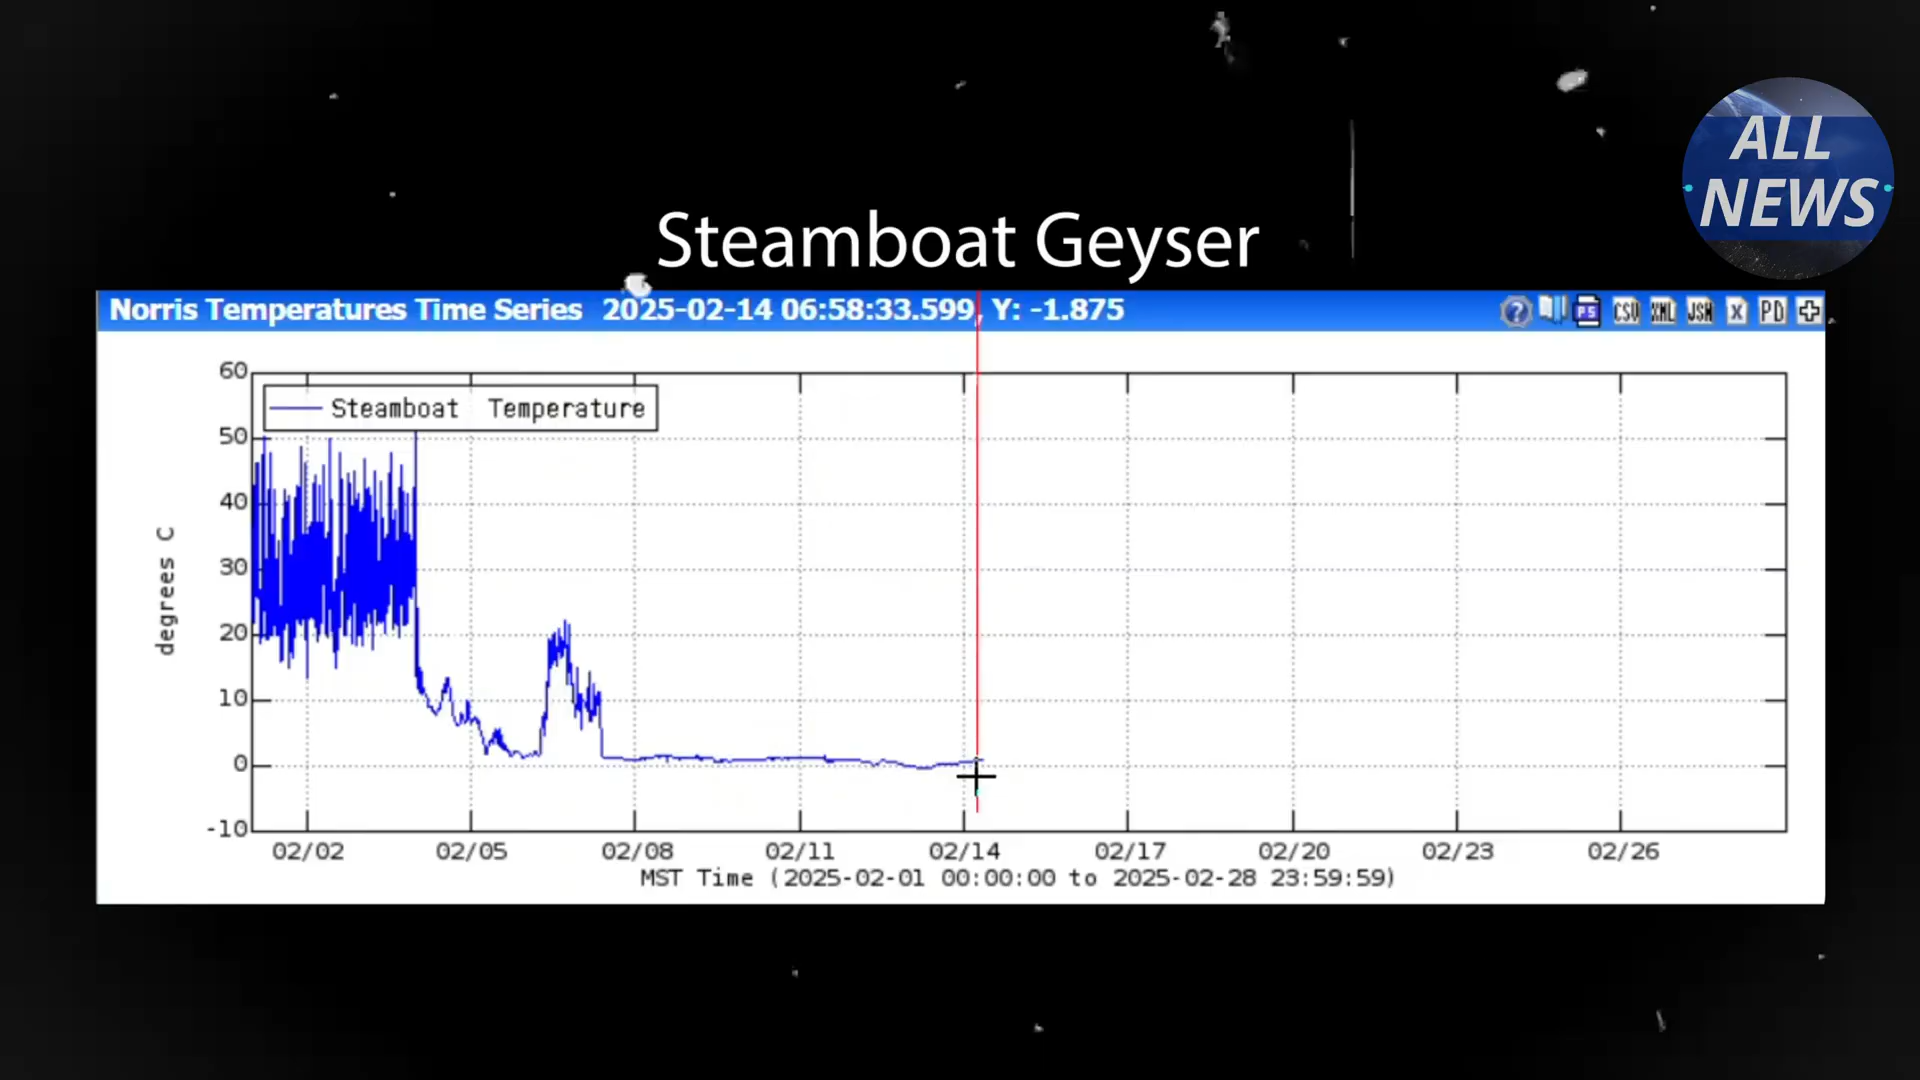 ALL
NEWS
Steamboat Geyser
Norris Temperatures Time Series 2025-02-14 06:58:33.599, Y: -1.875
? PS CSV XML JSN X PD
60
Steamboat Temperature
50
40
30
20
10
0
-10
degrees C
02/02 02/05 02/08 02/11 02/14 02/17 02/20 02/23 02/26
MST Time (2025-02-01 00:00:00 to 2025-02-28 23:59:59)